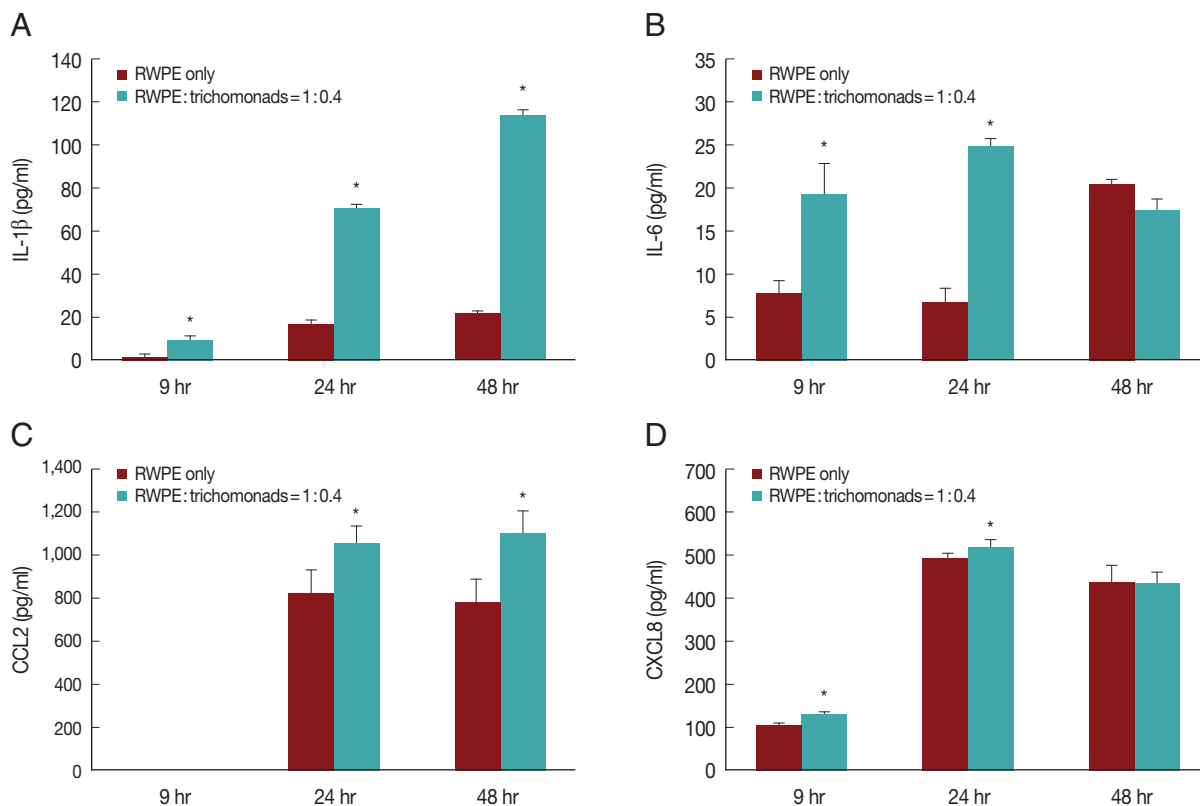 A
IL-1β (pg/ml)
140
120
100
80
60
40
20
0
RWPE only
RWPE:trichomonads=1:0.4
*
*
*
9 hr
24 hr
48 hr
B
IL-6 (pg/ml)
35
30
25
20
15
10
5
0
RWPE only
RWPE:trichomonads=1:0.4
*
*
9 hr
24 hr
48 hr
C
CCL2 (pg/ml)
1,400
1,200
1,000
800
600
400
200
0
RWPE only
RWPE:trichomonads=1:0.4
*
*
9 hr
24 hr
48 hr
D
CXCL8 (pg/ml)
700
600
500
400
300
200
100
0
RWPE only
RWPE:trichomonads=1:0.4
*
*
9 hr
24 hr
48 hr